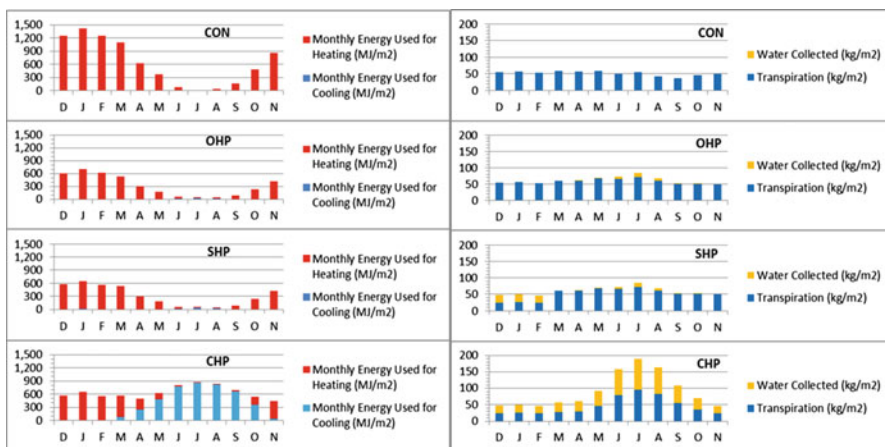 CON
1,500
1,200
900
600
300
0
D J F M A M J J A S O N
Monthly Energy Used for
Heating (MJ/m2)
Monthly Energy Used for
Cooling (MJ/m2)
OHP
1,500
1,200
900
600
300
0
D J F M A M J J A S O N
Monthly Energy Used for
Heating (MJ/m2)
Monthly Energy Used for
Cooling (MJ/m2)
SHP
1,500
1,200
900
600
300
0
D J F M A M J J A S O N
Monthly Energy Used for
Heating (MJ/m2)
Monthly Energy Used for
Cooling (MJ/m2)
CHP
1,500
1,200
900
600
300
0
D J F M A M J J A S O N
Monthly Energy Used for
Heating (MJ/m2)
Monthly Energy Used for
Cooling (MJ/m2)
CON
200
150
100
50
0
D J F M A M J J A S O N
Water Collected (kg/m2)
Transpiration (kg/m2)
OHP
200
150
100
50
0
D J F M A M J J A S O N
Water Collected (kg/m2)
Transpiration (kg/m2)
SHP
200
150
100
50
0
D J F M A M J J A S O N
Water Collected (kg/m2)
Transpiration (kg/m2)
CHP
200
150
100
50
0
D J F M A M J J A S O N
Water Collected (kg/m2)
Transpiration (kg/m2)